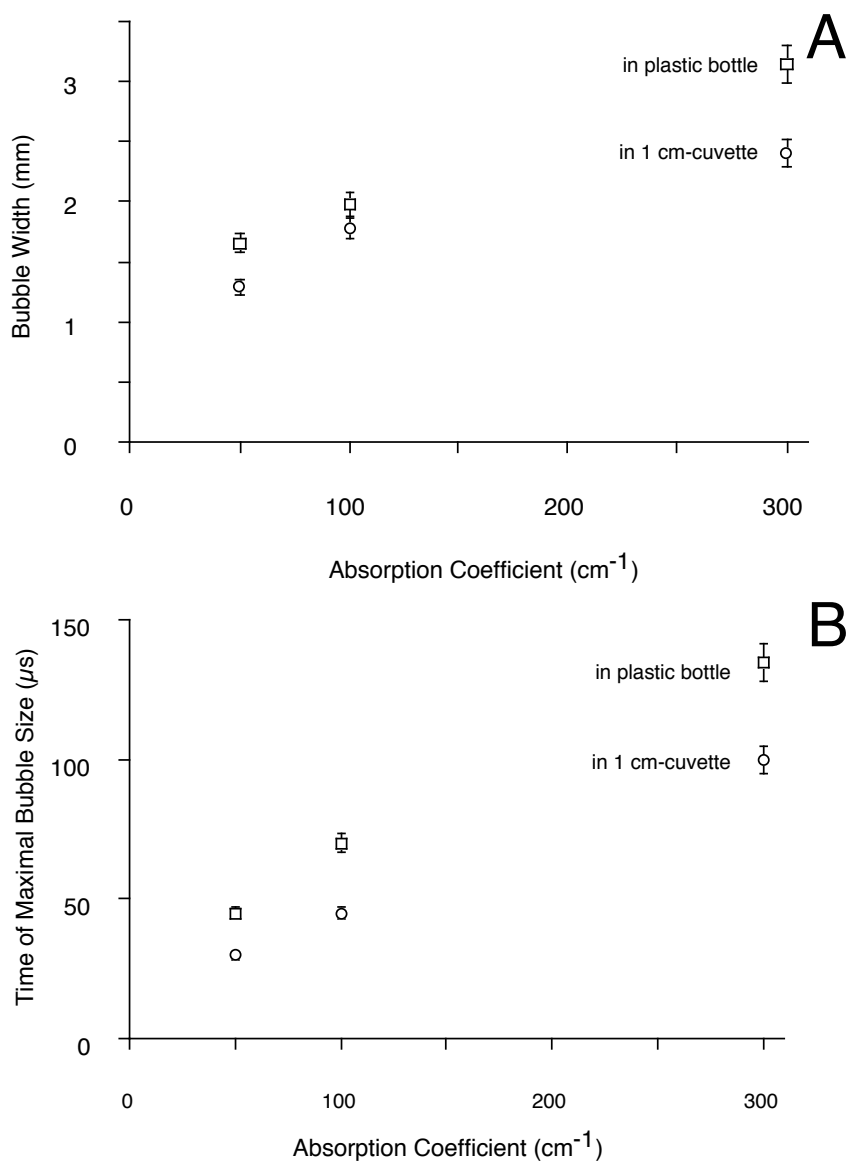 A
in plastic bottle
3
in 1 cm-cuvette
Bubble Width (mm)
2
1
0
0 100 200 300
Absorption Coefficient (cm-1)
B
150
in plastic bottle
Time of Maximal Bubble Size (µs)
100
in 1 cm-cuvette
50
0
0 100 200 300
Absorption Coefficient (cm-1)